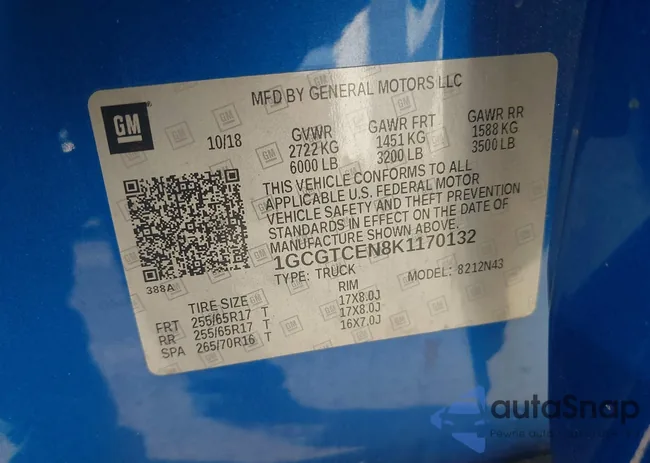 MFD BY GENERAL MOTORS LLC
GM
10/18
GVWR GAWR FRT GAWR RR
2722 KG 1451 KG 1588 KG
6000 LB 3200 LB 3500 LB
THIS VEHICLE CONFORMS TO ALL
APPLICABLE U.S. FEDERAL MOTOR
VEHICLE SAFETY AND THEFT PREVENTION
STANDARDS IN EFFECT ON THE DATE OF
MANUFACTURE SHOWN ABOVE.
1GCGTCEN8K1170132
TYPE: TRUCK MODEL: 8212N43
388A
TIRE SIZE RIM
FRT 255/65R17 T 17X8.0J
RR 255/65R17 T 17X8.0J
SPA 265/70R16 T 16X7.0J
autaSnap
Pewne auto